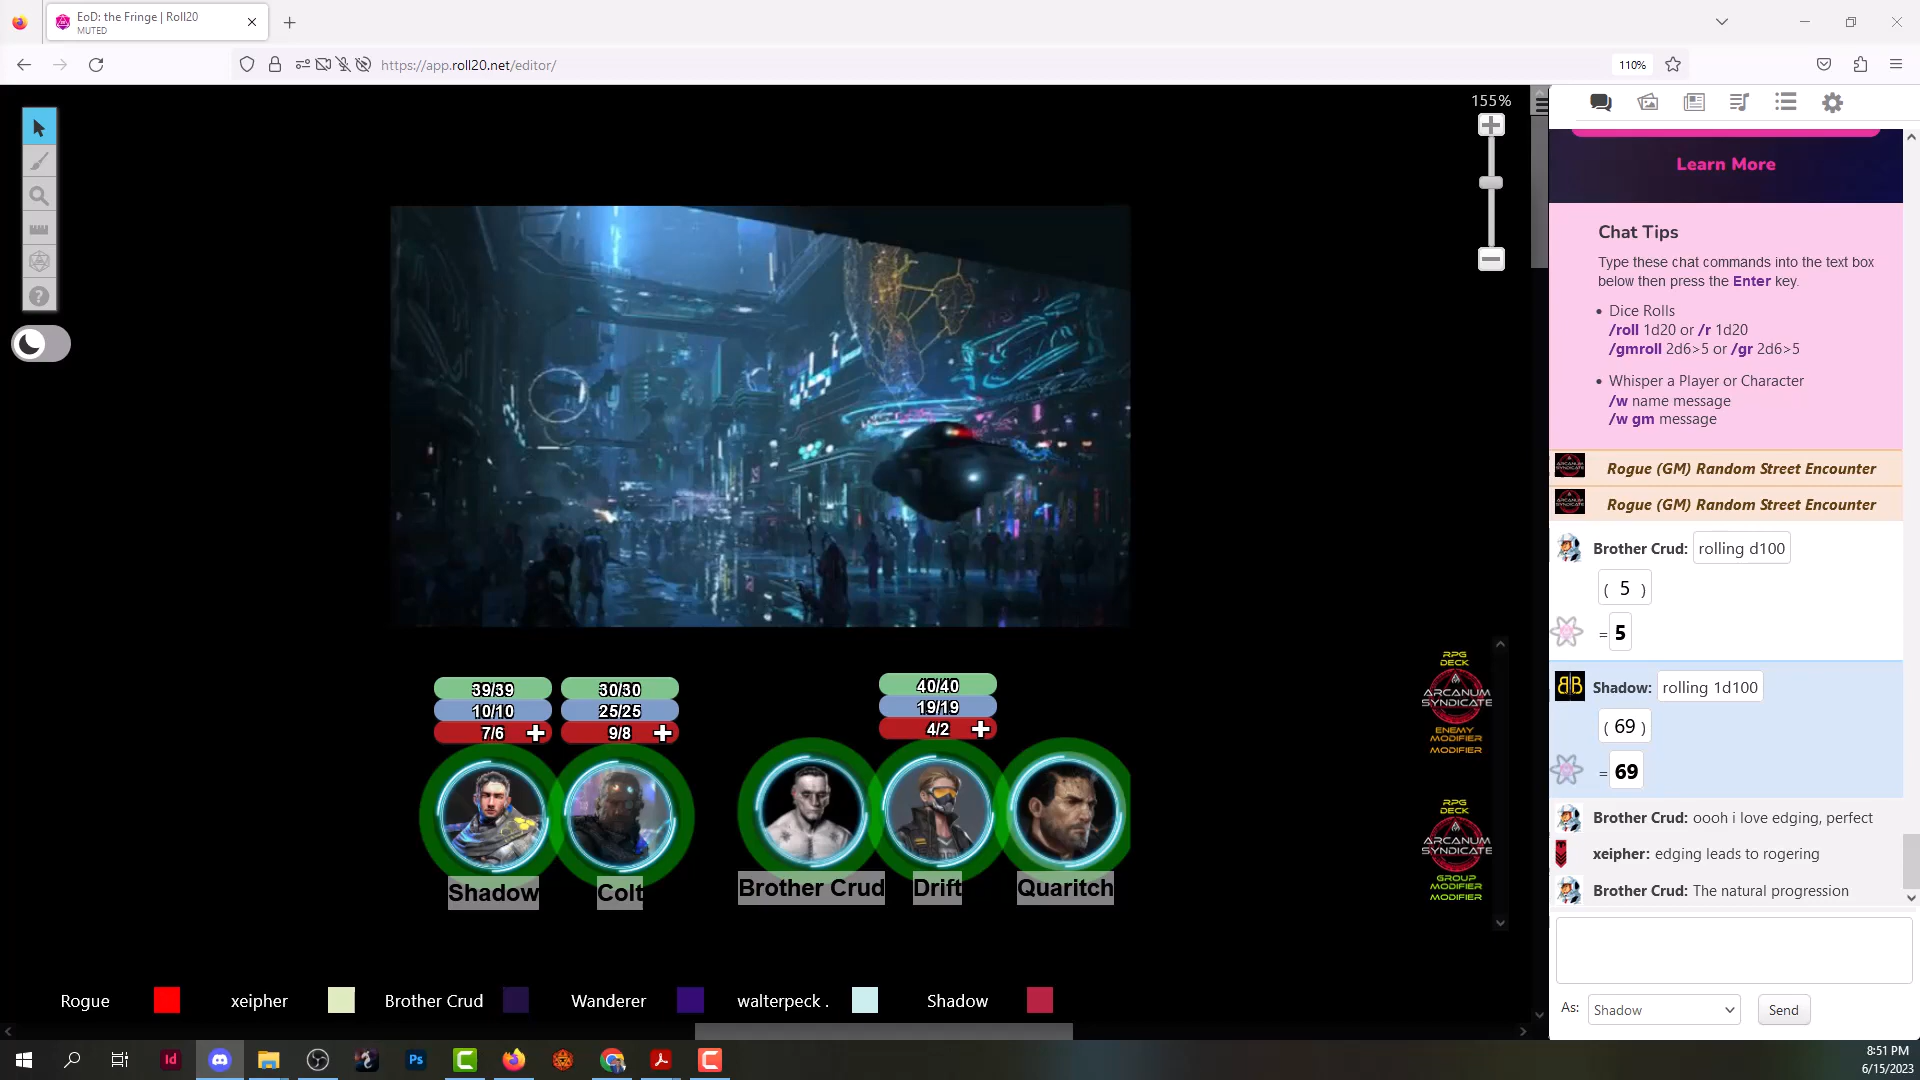 EoD: the Fringe | Roll20
MUTED
https://app.roll20.net/editor/
110%
155%
Learn More
Chat Tips
Type these chat commands into the text box
below then press the Enter key.
• Dice Rolls
/roll 1d20 or /r 1d20
/gmroll 2d6>5 or /gr 2d6>5
• Whisper a Player or Character
/w name message
/w gm message
Rogue (GM) Random Street Encounter
Rogue (GM) Random Street Encounter
Brother Crud: rolling d100
( 5 )
= 5
Shadow: rolling 1d100
( 69 )
= 69
Brother Crud: oooh i love edging, perfect
xeipher: edging leads to rogering
Brother Crud: The natural progression
As: Shadow
Send
39/39
10/10
7/6
30/30
25/25
9/8
40/40
19/19
4/2
Shadow
Colt
Brother Crud
Drift
Quaritch
RPG
DECK
ARCANUM
SYNDICATE
ENEMY
MODIFIER
MODIFIER
RPG
DECK
ARCANUM
SYNDICATE
GROUP
MODIFIER
MODIFIER
Rogue
xeipher
Brother Crud
Wanderer
walterpeck .
Shadow
Id
Ps
8:51 PM
6/15/2023